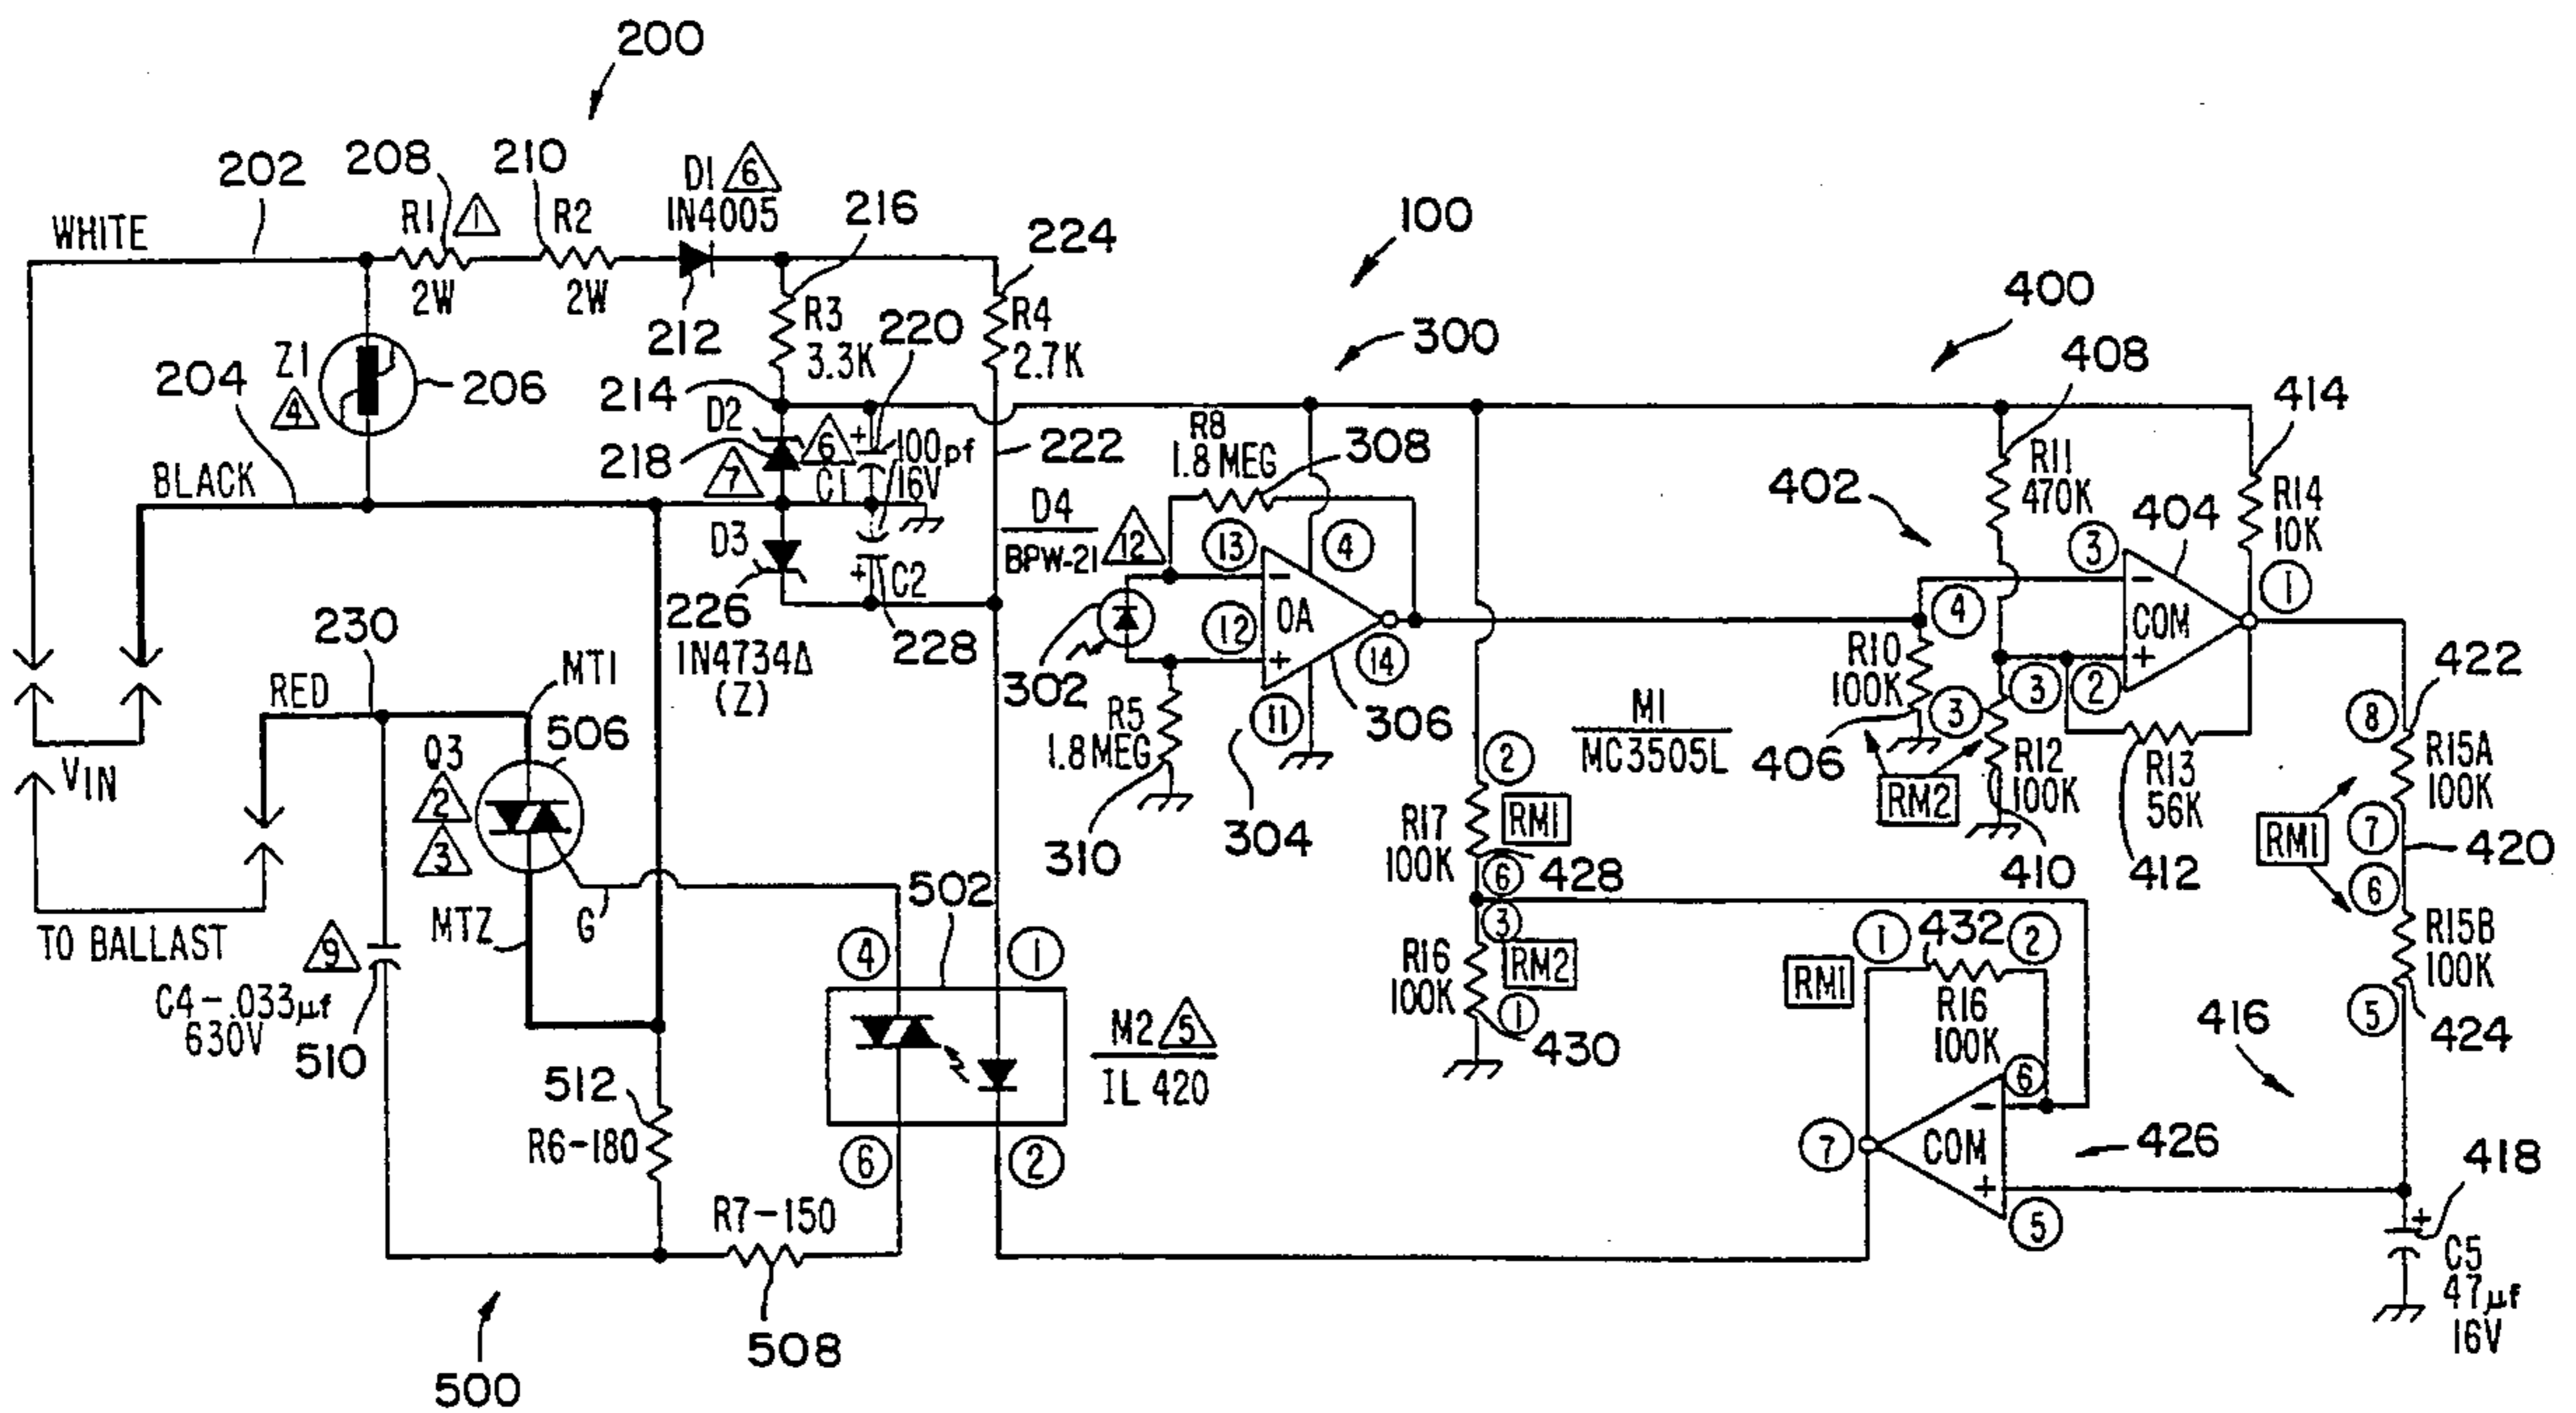 200
202
208
210
D1 6
1N4005
216
WHITE
R1 1
R2
224
100
2W
2W
212
R3
3.3K
220
R4
2.7K
300
400
408
Z1
4
206
204
214
D2
218
6
7
C1
100pf
16V
222
R8
1.8 MEG
308
414
R11
470K
402
404
R14
10K
BLACK
D3
226
1N4734Δ
(Z)
C2
228
D4
BPW-21
12
13
4
12
OA
302
11
14
306
R5
1.8 MEG
310
304
M1
MC3505L
3
COM
1
4
R10
100K
3
3
2
406
RM2
R12
100K
410
R13
56K
412
422
8
R15A
100K
RM1
7
420
6
R15B
100K
5
424
416
230
RED
MT1
506
VIN
Q3
2
3
MTZ
G
TO BALLAST
9
C4-.033μf
630V
510
502
4
1
M2 5
IL 420
6
2
512
R6-180
R7-150
508
500
2
R17
100K
RM1
6
428
3
R16
100K
RM2
1
430
1
432
2
RM1
R16
100K
6
7
COM
5
426
418
C5
47μf
16V